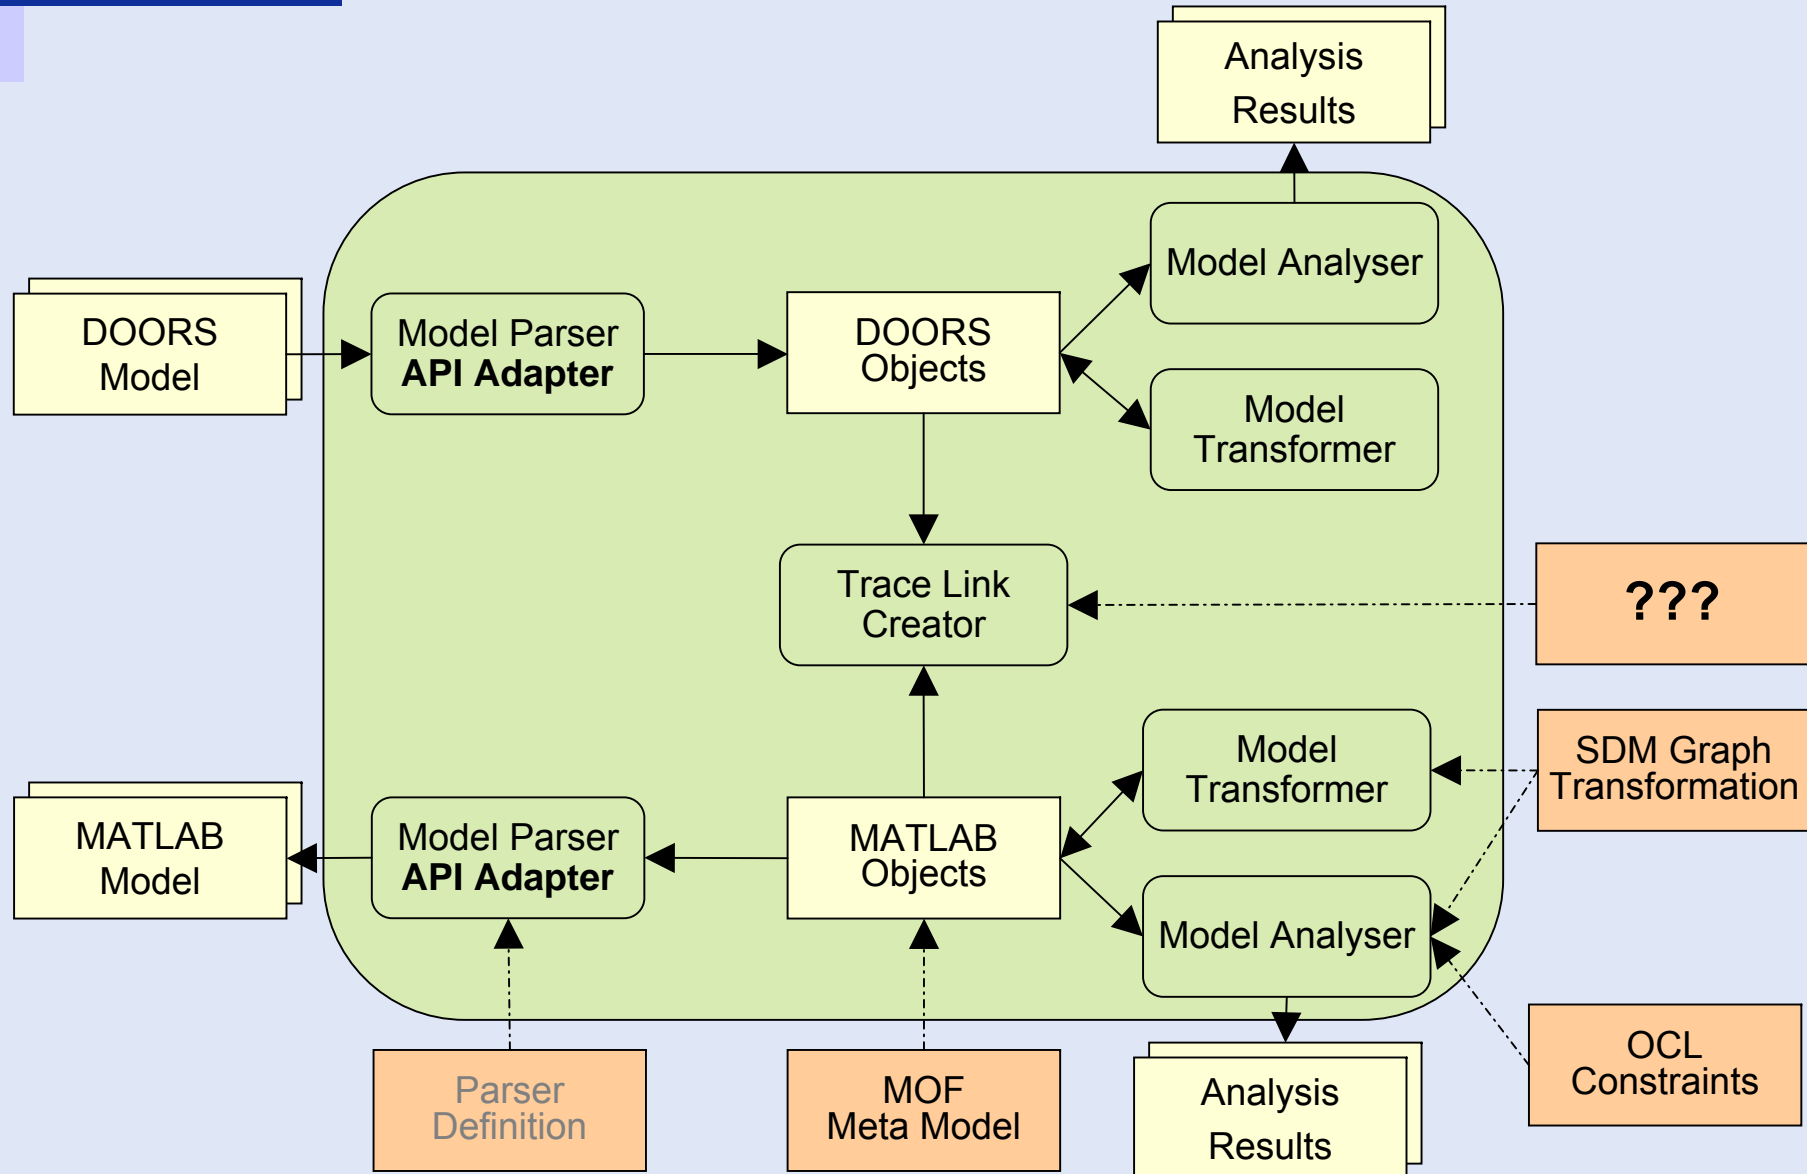 Analysis
Results
Model Analyser
DOORS
Model
Model Parser
API Adapter
DOORS
Objects
Model
Transformer
Trace Link
Creator
???
Model
Transformer
SDM Graph
Transformation
MATLAB
Model
Model Parser
API Adapter
MATLAB
Objects
Model Analyser
OCL
Constraints
Parser
Definition
MOF
Meta Model
Analysis
Results